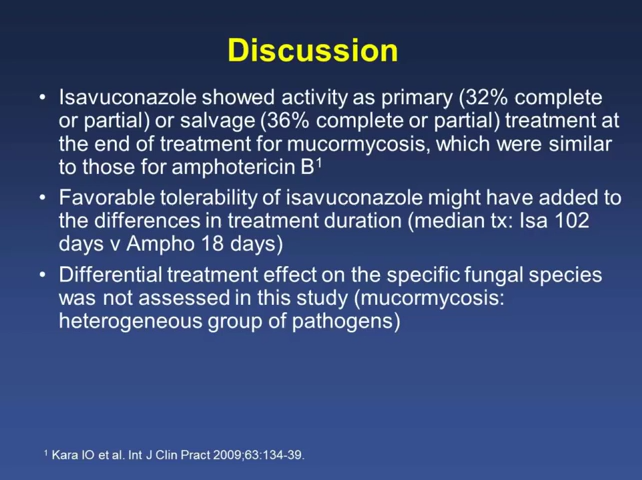 Discussion
• Isavuconazole showed activity as primary (32% complete
or partial) or salvage (36% complete or partial) treatment at
the end of treatment for mucormycosis, which were similar
to those for amphotericin B¹
• Favorable tolerability of isavuconazole might have added to
the differences in treatment duration (median tx: Isa 102
days v Ampho 18 days)
• Differential treatment effect on the specific fungal species
was not assessed in this study (mucormycosis:
heterogeneous group of pathogens)
¹ Kara IO et al. Int J Clin Pract 2009;63:134-39.